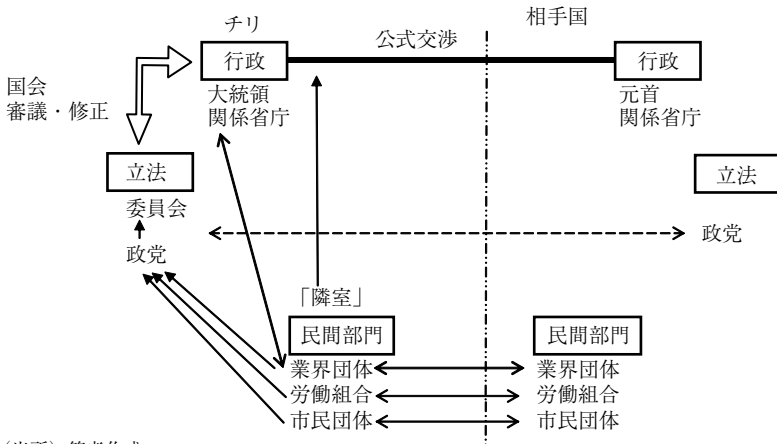 チリ
相手国
公式交渉
行政
行政
国会
審議・修正
大統領
関係省庁
元首
関係省庁
立法
立法
委員会
政党
政党
「隣室」
民間部門
民間部門
業界団体
業界団体
労働組合
労働組合
市民団体
市民団体